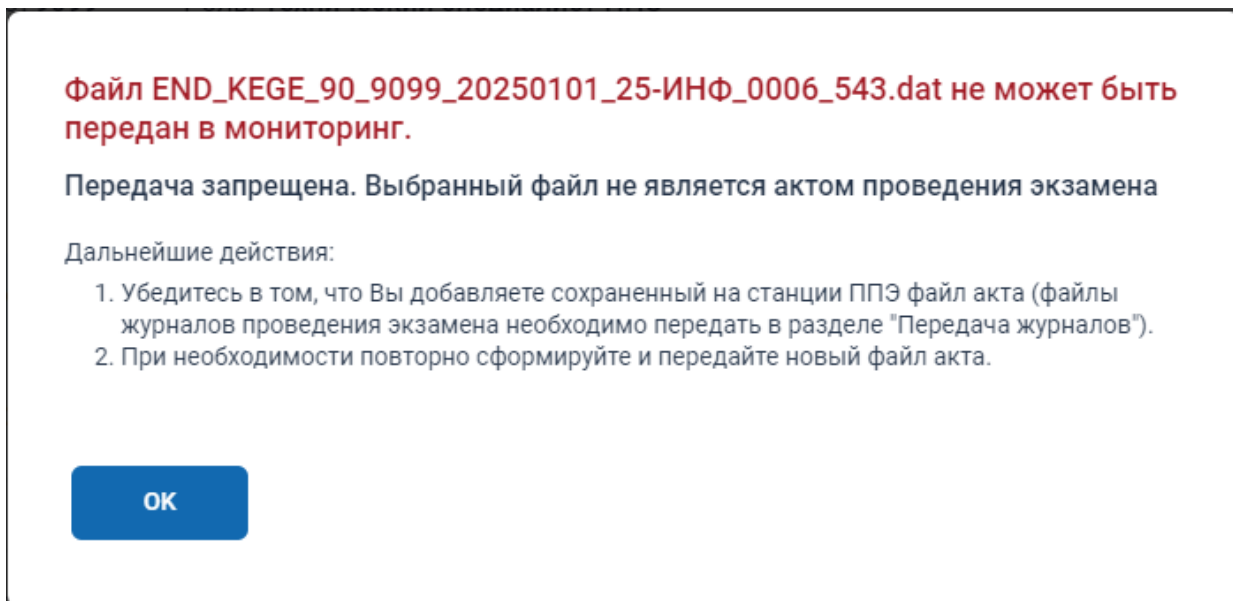 Файл END_KEGE_90_9099_20250101_25-ИНФ_0006_543.dat не может быть
передан в мониторинг.
Передача запрещена. Выбранный файл не является актом проведения экзамена
Дальнейшие действия:
1. Убедитесь в том, что Вы добавляете сохраненный на станции ППЭ файл акта (файлы
журналов проведения экзамена необходимо передать в разделе "Передача журналов").
2. При необходимости повторно сформируйте и передайте новый файл акта.
ОК